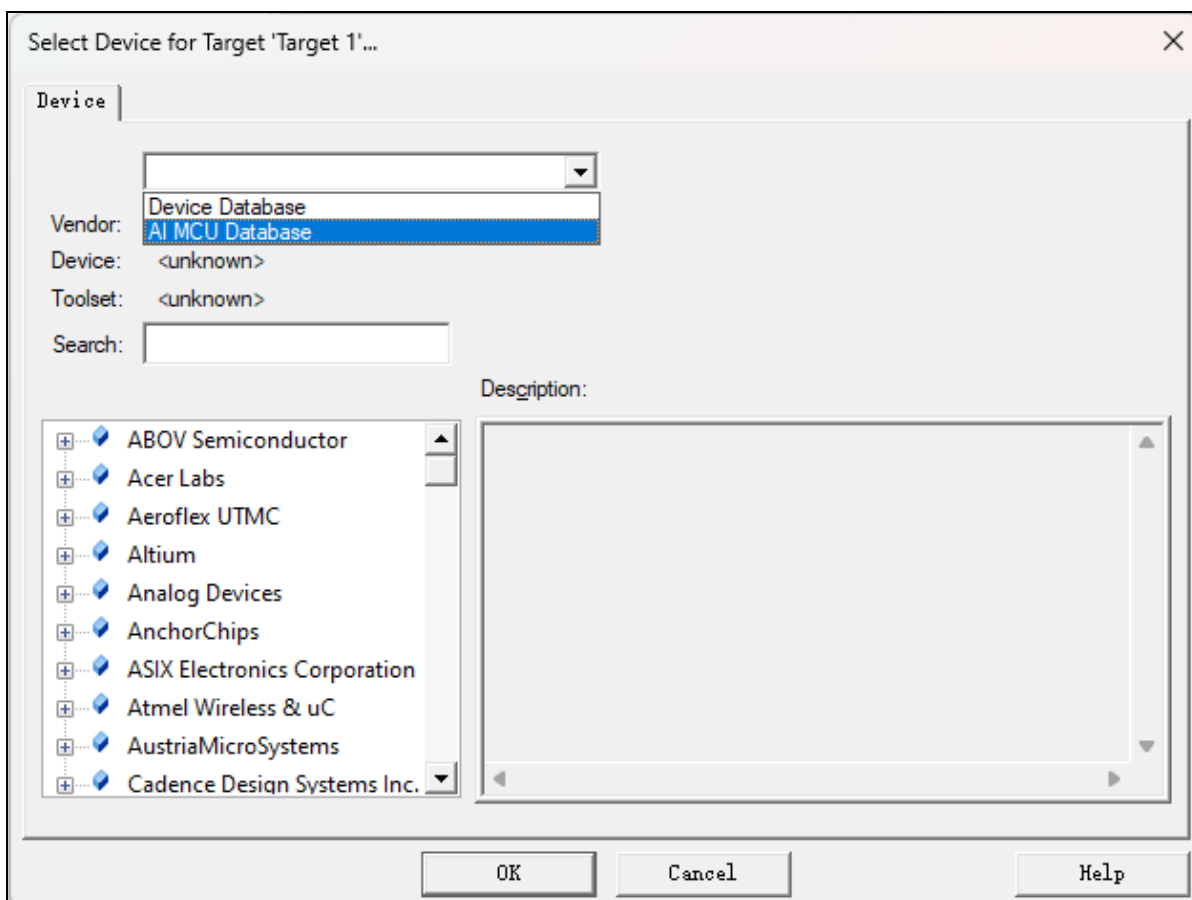 Select Device for Target 'Target 1'...
Device
Device Database
Vendor:
AI MCU Database
Device: <unknown>
Toolset: <unknown>
Search:
Description:
ABOV Semiconductor
Acer Labs
Aeroflex UTMC
Altium
Analog Devices
AnchorChips
ASIX Electronics Corporation
Atmel Wireless & uC
AustriaMicroSystems
Cadence Design Systems Inc.
OK Cancel Help